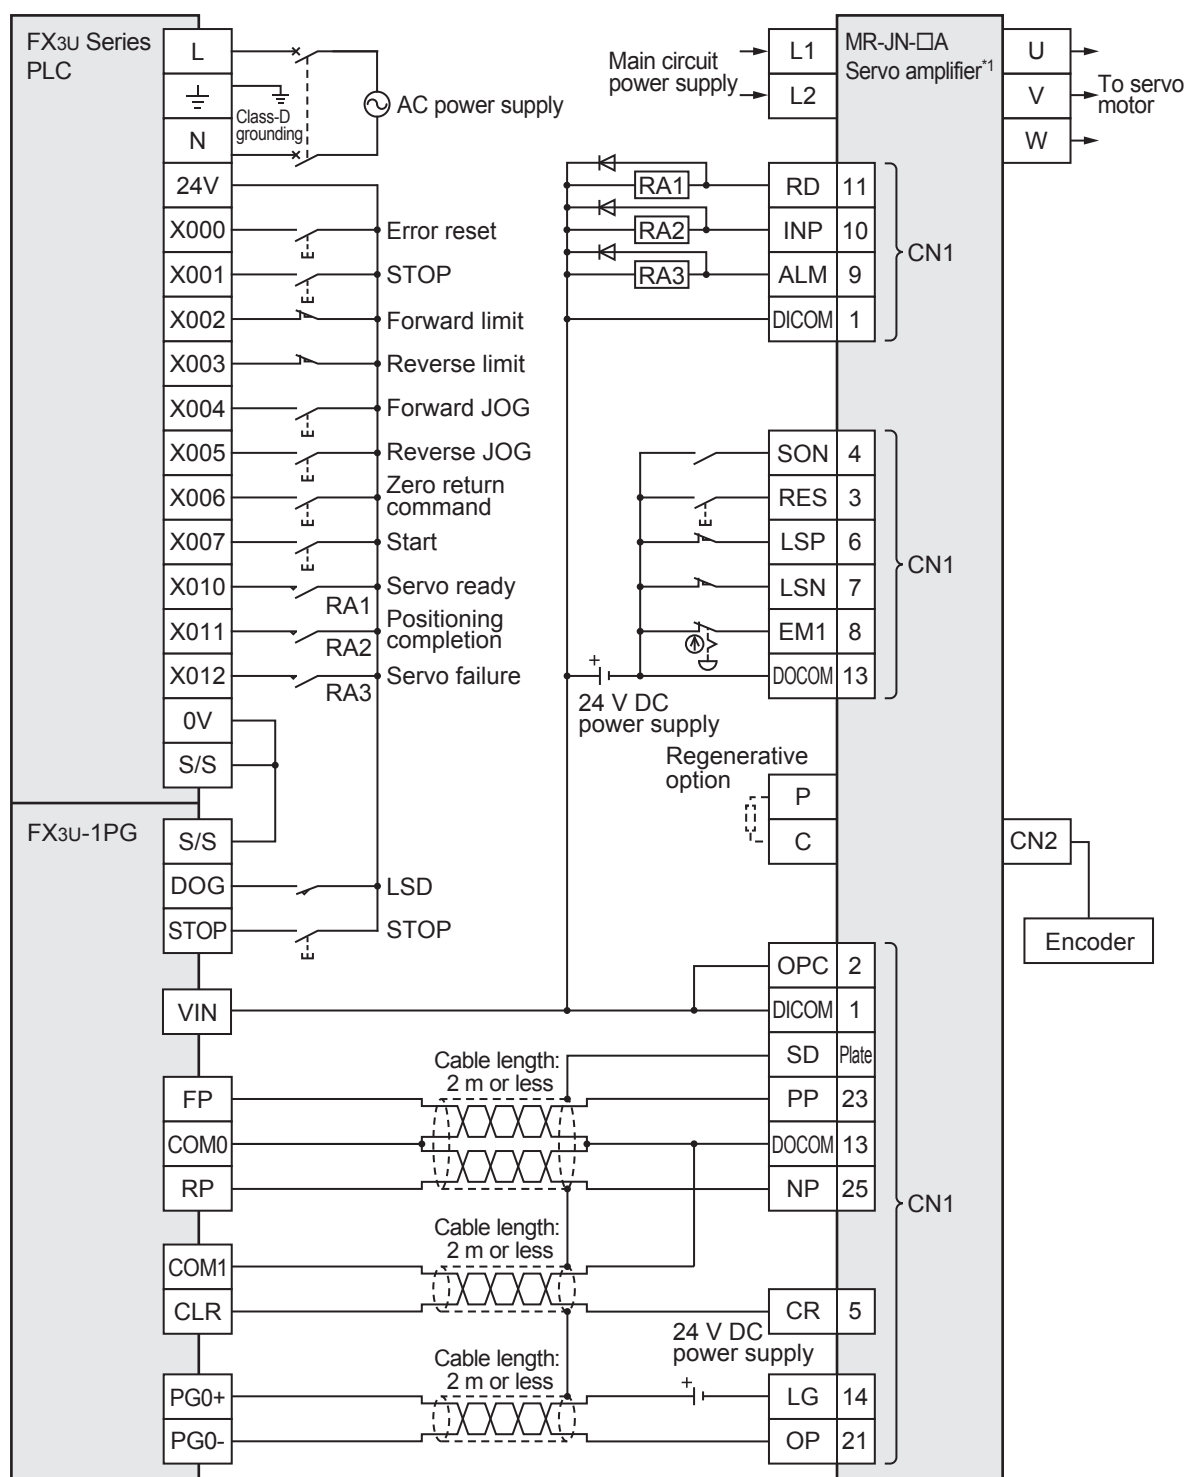 FX3U Series
PLC
L
N
24V
X000
X001
X002
X003
X004
X005
X006
X007
X010
X011
X012
0V
S/S
Class-D
grounding
AC power supply
Error reset
STOP
Forward limit
Reverse limit
Forward JOG
Reverse JOG
Zero return
command
Start
Servo ready
RA1
Positioning
completion
RA2
Servo failure
RA3
FX3U-1PG
S/S
DOG
STOP
VIN
FP
COM0
RP
COM1
CLR
PG0+
PG0-
LSD
STOP
Cable length:
2 m or less
Cable length:
2 m or less
Cable length:
2 m or less
Main circuit
power supply
L1
L2
MR-JN-□A
Servo amplifier*1
U
V
W
To servo
motor
RA1
RD 11
RA2
INP 10
RA3
ALM 9
DICOM 1
CN1
SON 4
RES 3
LSP 6
LSN 7
EM1 8
DOCOM 13
CN1
+
24 V DC
power supply
Regenerative
option
P
C
CN2
Encoder
OPC 2
DICOM 1
SD Plate
PP 23
DOCOM 13
NP 25
CN1
CR 5
24 V DC
power supply
+
LG 14
OP 21